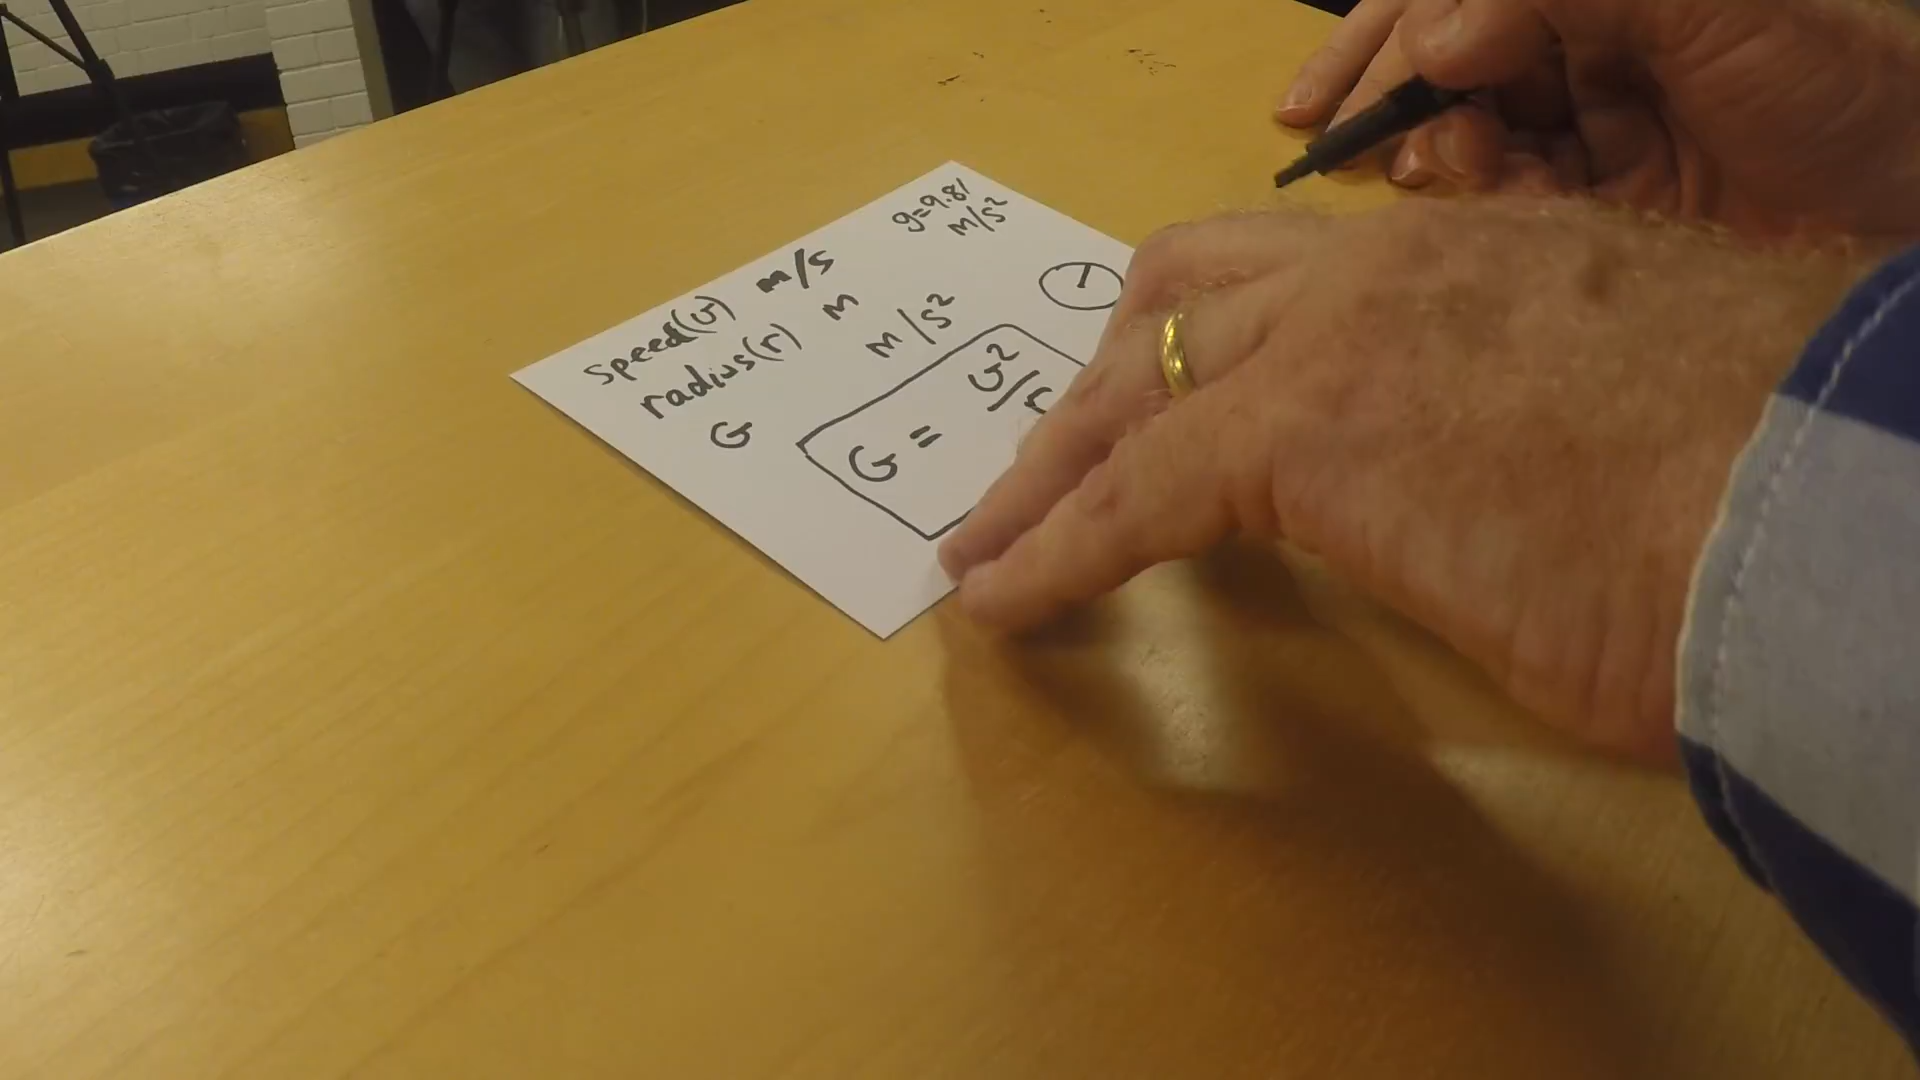 g=9.81
m/s²
speed(v) m/s
radius(r) m
G m/s²
G = v²/r